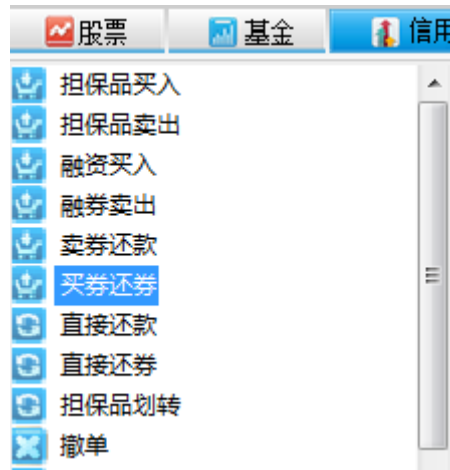 股票 基金 信用
担保品买入
担保品卖出
融资买入
融券卖出
卖券还款
买券还券
直接还款
直接还券
担保品划转
撤单